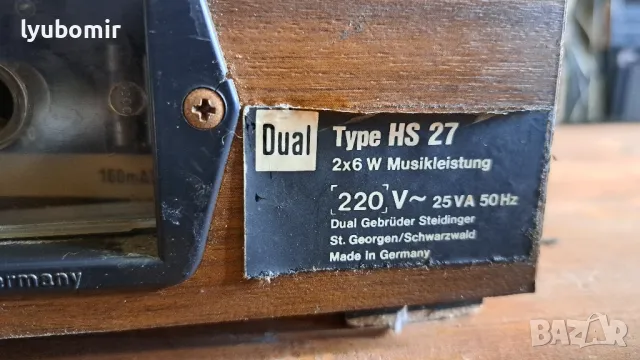 lyubomir
Dual
Type HS 27
2x6 W Musikleistung
[220] V~ 25 VA 50 Hz
Dual Gebrüder Steidinger
St. Georgen/Schwarzwald
Made in Germany
160mA
ermany
BAZAR